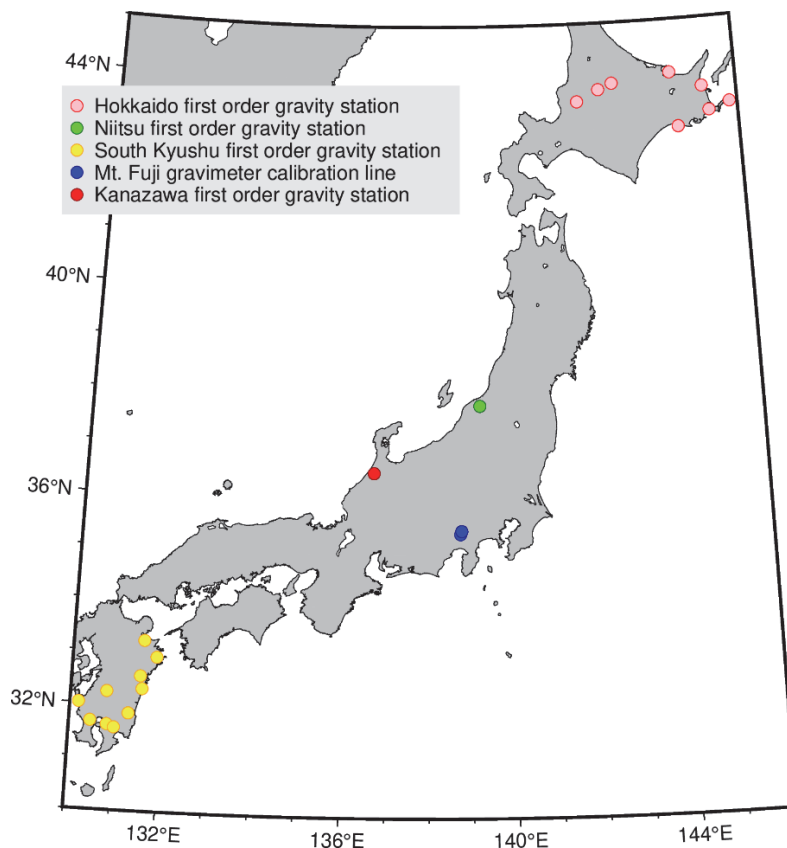 44°N
Hokkaido first order gravity station
Niitsu first order gravity station
South Kyushu first order gravity station
Mt. Fuji gravimeter calibration line
Kanazawa first order gravity station
40°N
36°N
32°N
132°E
136°E
140°E
144°E